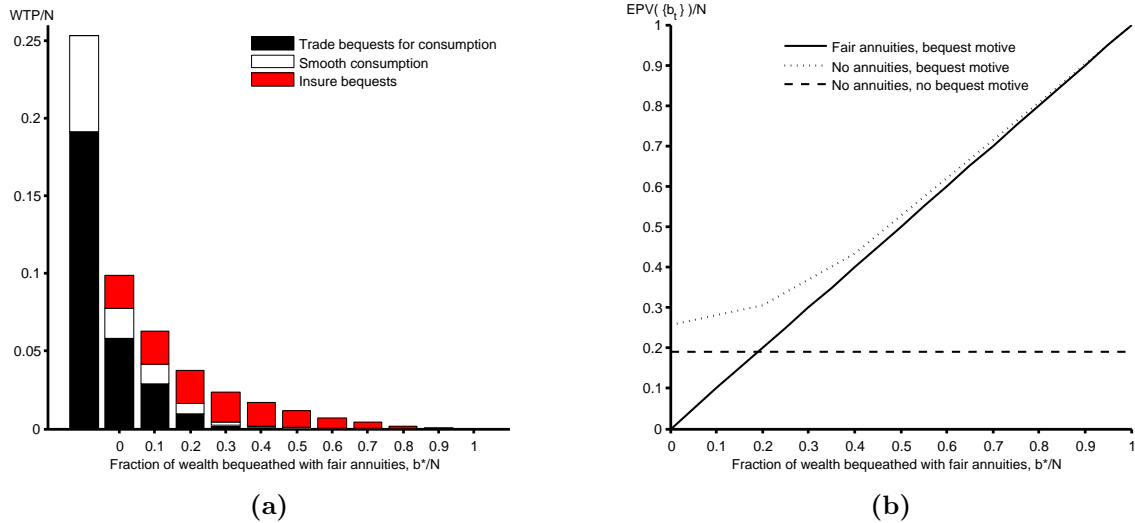 WTP/N
0.25
0.2
0.15
0.1
0.05
0
Trade bequests for consumption
Smooth consumption
Insure bequests
0 0.1 0.2 0.3 0.4 0.5 0.6 0.7 0.8 0.9 1
Fraction of wealth bequeathed with fair annuities, b*/N
(a)
EPV( {b_t} )/N
1
0.9
0.8
0.7
0.6
0.5
0.4
0.3
0.2
0.1
0
Fair annuities, bequest motive
No annuities, bequest motive
No annuities, no bequest motive
0 0.1 0.2 0.3 0.4 0.5 0.6 0.7 0.8 0.9 1
Fraction of wealth bequeathed with fair annuities, b*/N
(b)